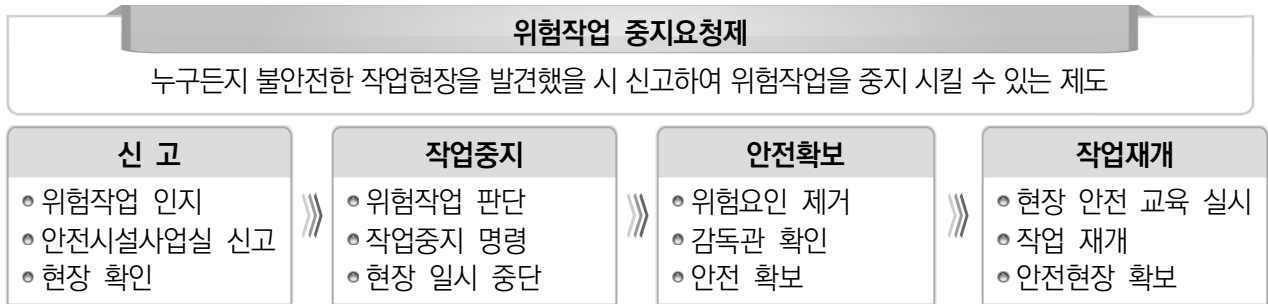 위험작업 중지요청제
누구든지 불안전한 작업현장을 발견했을 시 신고하여 위험작업을 중지 시킬 수 있는 제도
신 고
• 위험작업 인지
• 안전시설사업실 신고
• 현장 확인
작업중지
• 위험작업 판단
• 작업중지 명령
• 현장 일시 중단
안전확보
• 위험요인 제거
• 감독관 확인
• 안전 확보
작업재개
• 현장 안전 교육 실시
• 작업 재개
• 안전현장 확보